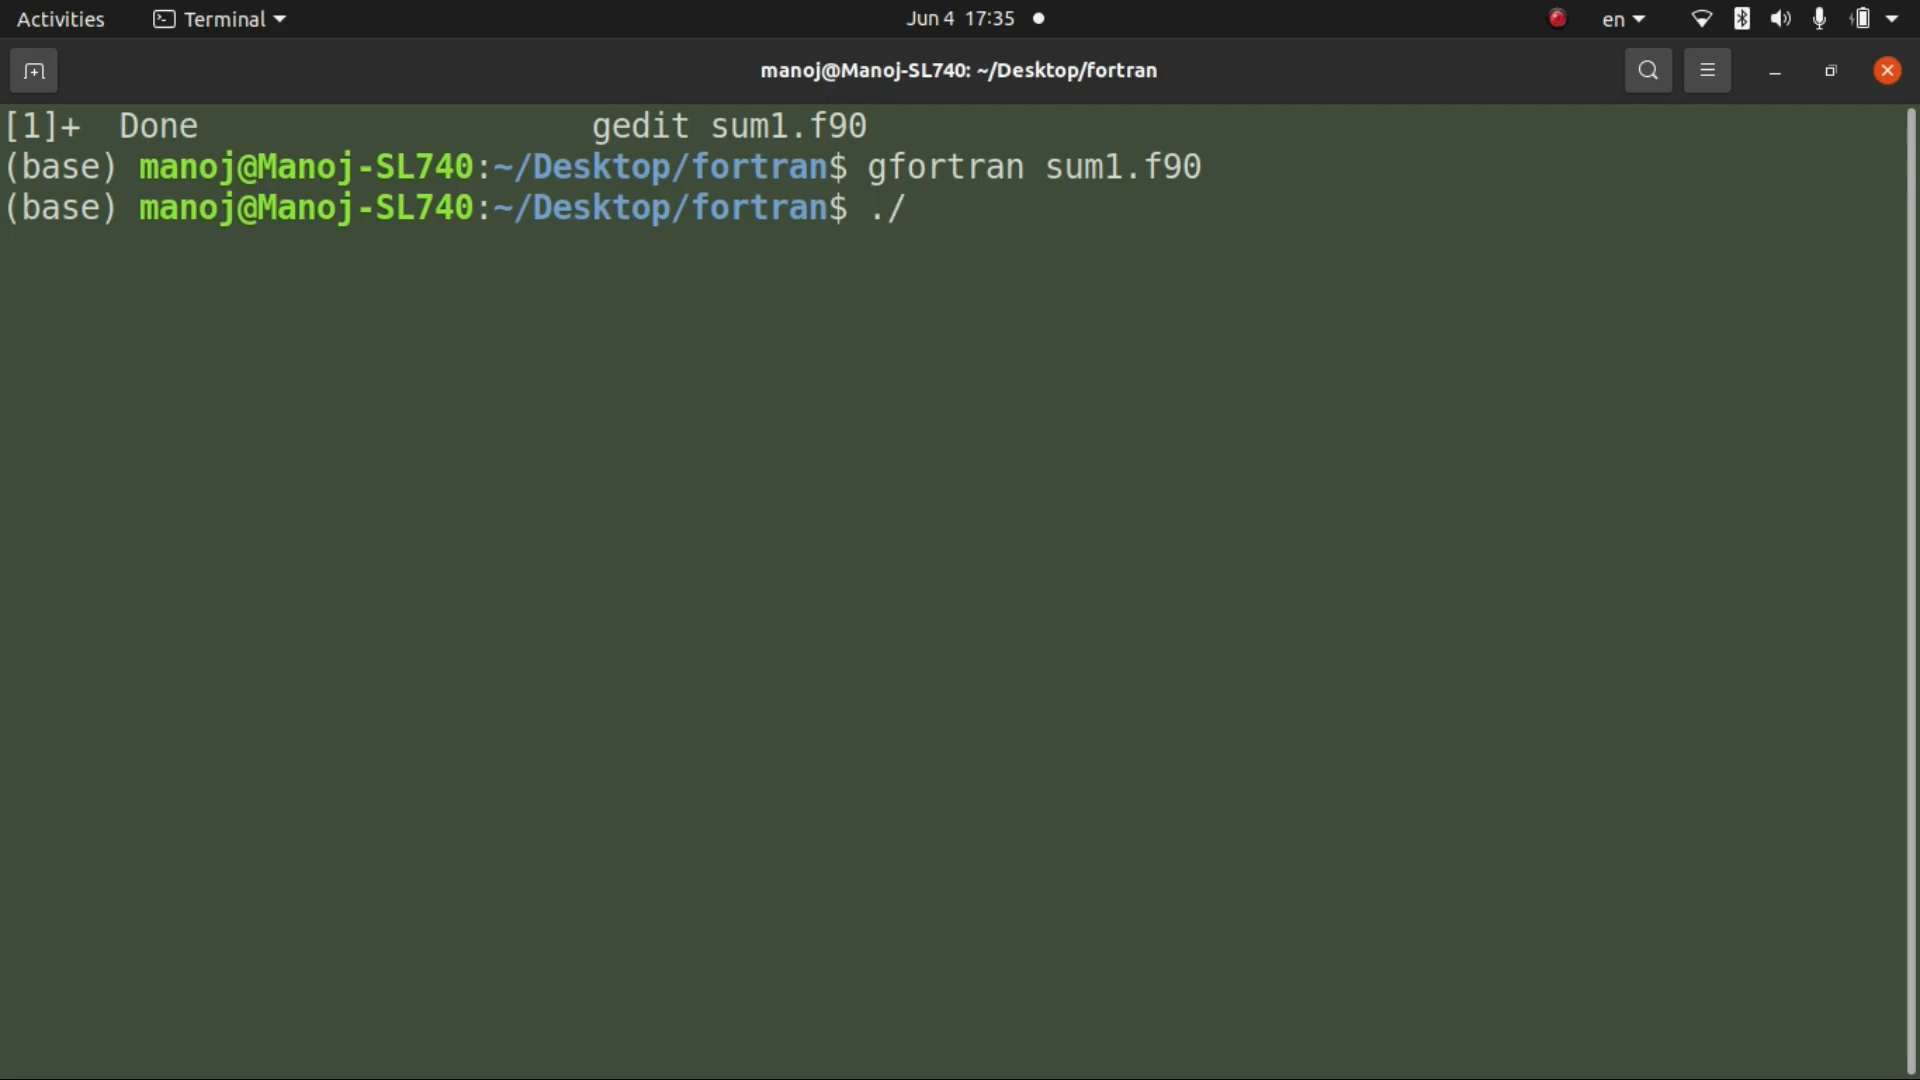 Activities Terminal Jun 4 17:35 en
manoj@Manoj-SL740: ~/Desktop/fortran
[1]+  Done                    gedit sum1.f90
(base) manoj@Manoj-SL740:~/Desktop/fortran$ gfortran sum1.f90
(base) manoj@Manoj-SL740:~/Desktop/fortran$ ./